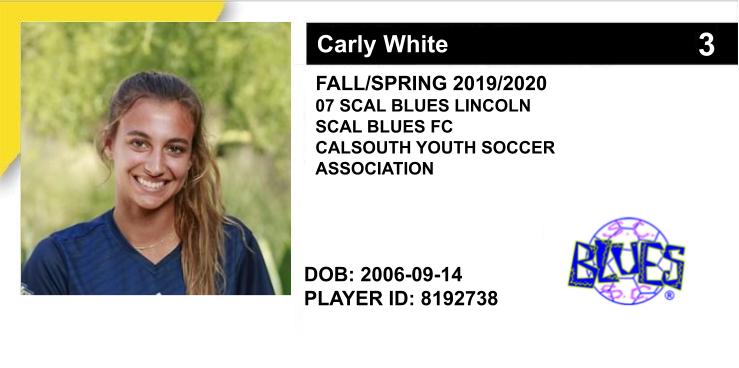 Carly White
3
FALL/SPRING 2019/2020
07 SCAL BLUES LINCOLN
SCAL BLUES FC
CALSOUTH YOUTH SOCCER
ASSOCIATION
DOB: 2006-09-14
PLAYER ID: 8192738
S.C.
BLUES
S.C.
®